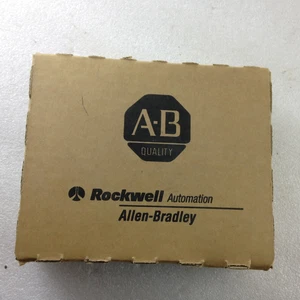 A-B
QUALITY
Rockwell Automation
Allen-Bradley